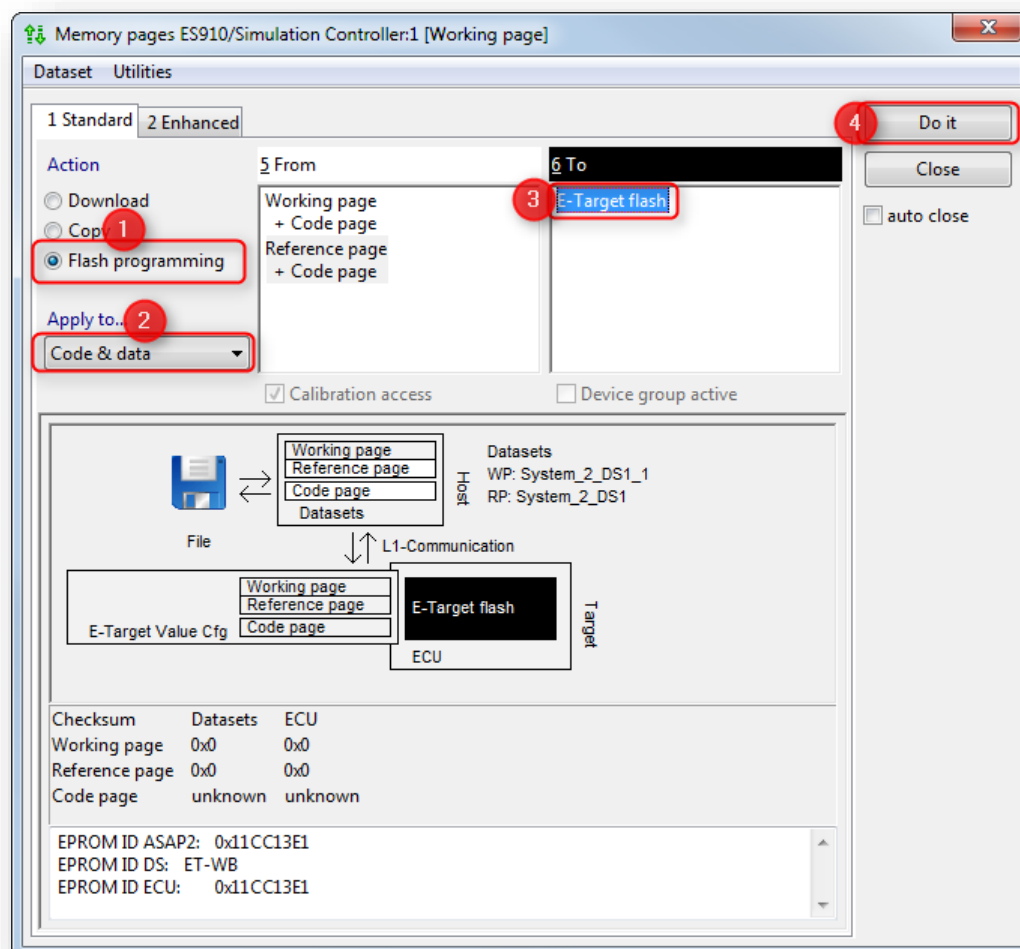 Memory pages ES910/Simulation Controller:1 [Working page]
X
Dataset Utilities
1 Standard 2 Enhanced
4 Do it
Close
auto close
Action
Download
Copy 1
Flash programming
Apply to.. 2
Code & data
5 From
Working page
+ Code page
Reference page
+ Code page
6 To
3 E-Target flash
Calibration access
Device group active
File
Working page
Reference page
Code page
Datasets
Host
Datasets
WP: System_2_DS1_1
RP: System_2_DS1
L1-Communication
Working page
Reference page
E-Target Value Cfg Code page
E-Target flash
ECU
Target
Checksum Datasets ECU
Working page 0x0 0x0
Reference page 0x0 0x0
Code page unknown unknown
EPROM ID ASAP2: 0x11CC13E1
EPROM ID DS: ET-WB
EPROM ID ECU: 0x11CC13E1